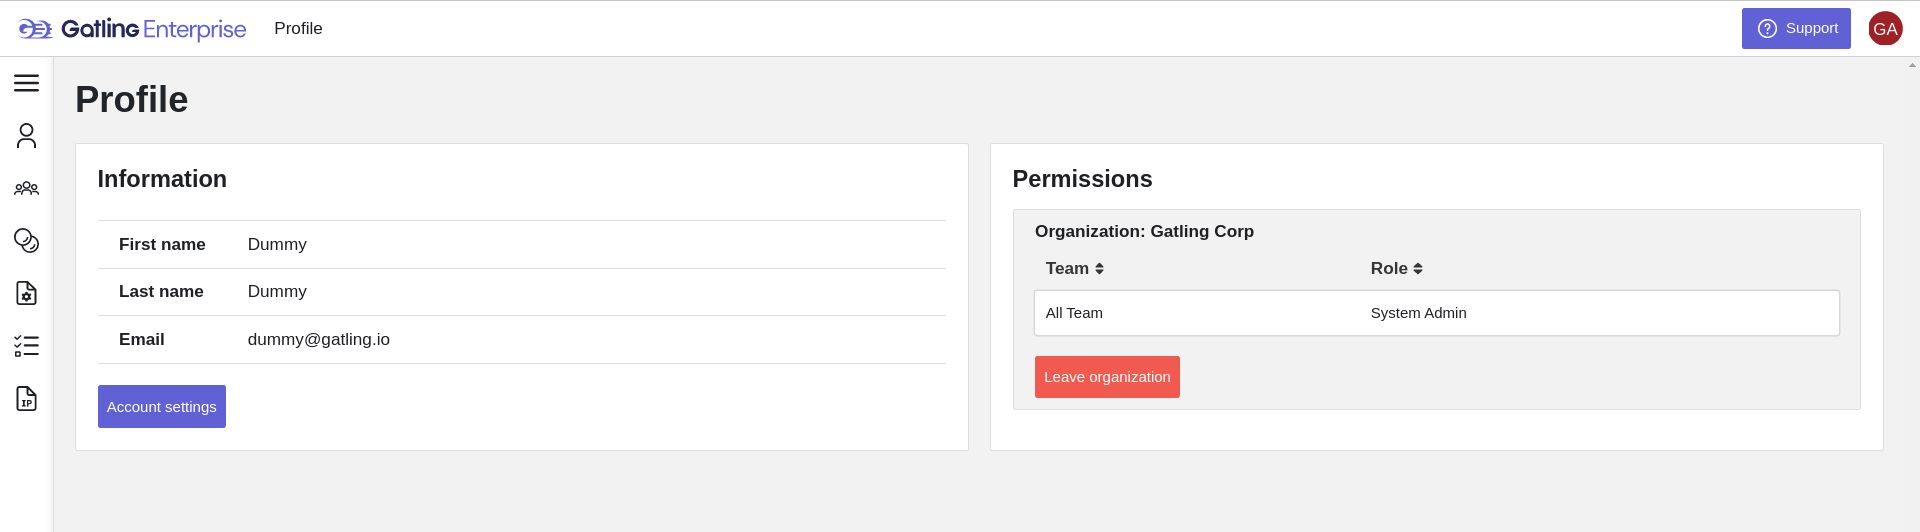 Gatling Enterprise
Profile
Support
GA
Profile
Information
First name Dummy
Last name Dummy
Email dummy@gatling.io
Account settings
Permissions
Organization: Gatling Corp
Team Role
All Team System Admin
Leave organization
IP